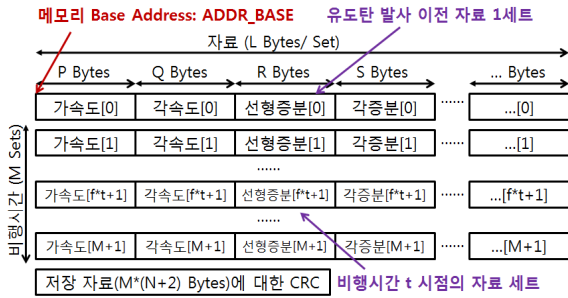 메모리 Base Address: ADDR_BASE
유도탄 발사 이전 자료 1세트
자료 (L Bytes/ Set)
P Bytes Q Bytes R Bytes S Bytes ... Bytes
가속도[0] 각속도[0] 선형증분[0] 각증분[0] ······ ...[0]
가속도[1] 각속도[1] 선형증분[1] 각증분[1] ······ ...[1]
······
가속도[f*t+1] 각속도[f*t+1] 선형증분[f*t+1] 각증분[f*t+1] ······ ...[f*t+1]
······
가속도[M+1] 각속도[M+1] 선형증분[M+1] 각증분[M+1] ······ ...[M+1]
비행시간 (M Sets)
저장 자료(M*(N+2) Bytes)에 대한 CRC
비행시간 t 시점의 자료 세트